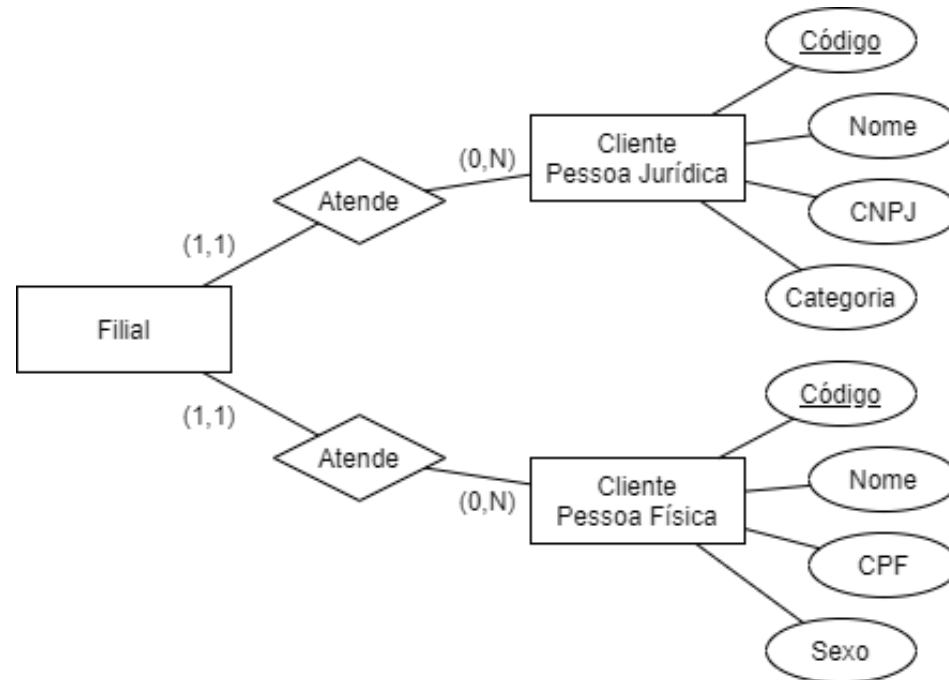 Código
Nome
CNPJ
Categoria
Cliente
Pessoa Jurídica
(0,N)
Atende
(1,1)
Filial
(1,1)
Atende
(0,N)
Cliente
Pessoa Física
Código
Nome
CPF
Sexo